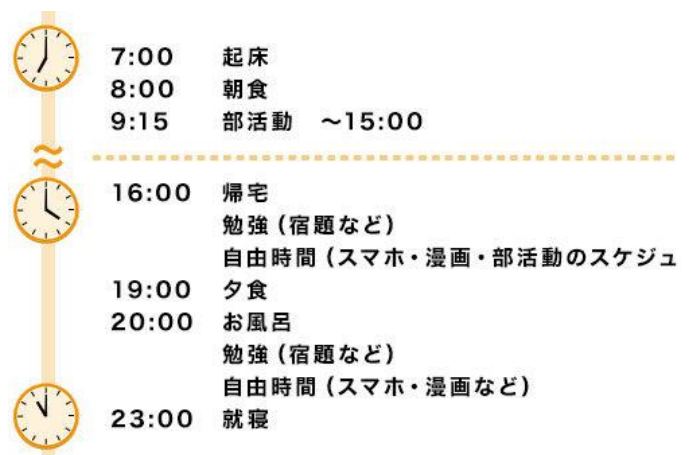 7:00 起床
8:00 朝食
9:15 部活動 ～15:00
16:00 帰宅
勉強（宿題など）
自由時間（スマホ・漫画・部活動のスケジュ
19:00 夕食
20:00 お風呂
勉強（宿題など）
自由時間（スマホ・漫画など）
23:00 就寝